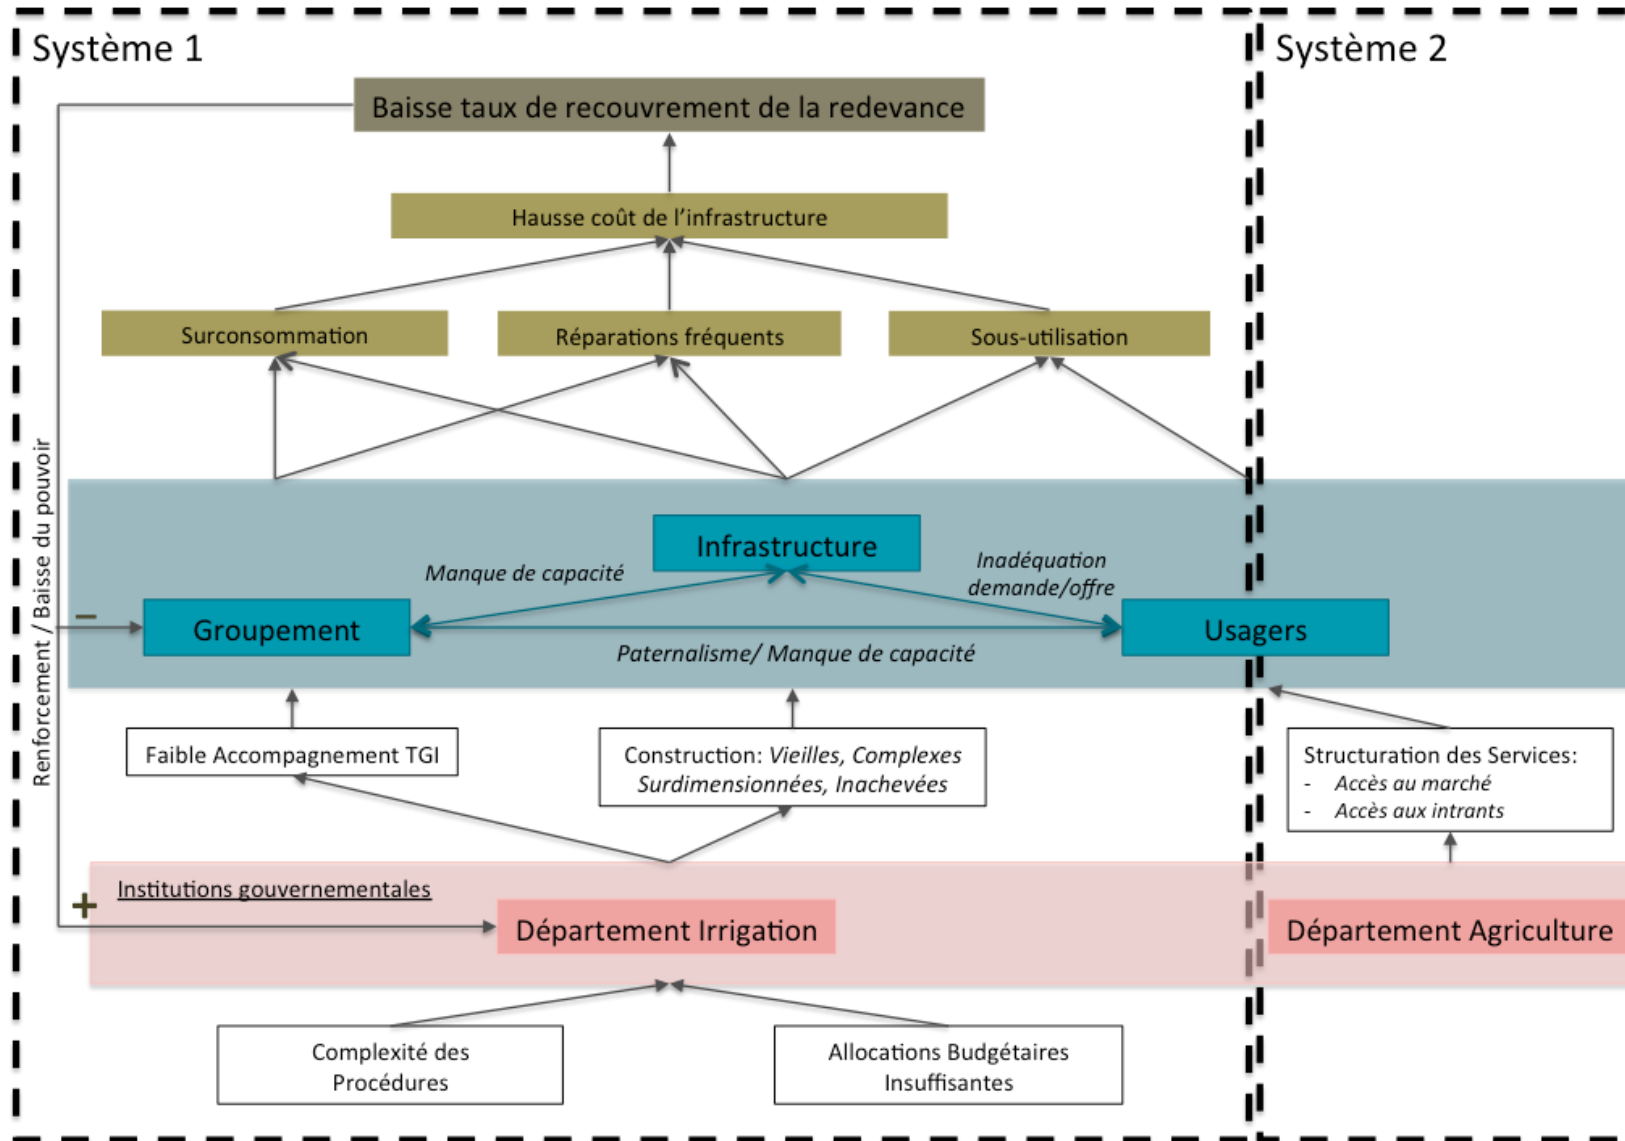 Système 1
Système 2
Baisse taux de recouvrement de la redevance
Hausse coût de l’infrastructure
Surconsommation
Réparations fréquents
Sous-utilisation
Renforcement / Baisse du pouvoir
Infrastructure
Manque de capacité
Inadéquation
demande/offre
–
Groupement
Usagers
Paternalisme/ Manque de capacité
Faible Accompagnement TGI
Construction: Vieilles, Complexes
Surdimensionnées, Inachevées
Structuration des Services:
- Accès au marché
- Accès aux intrants
Institutions gouvernementales
+
Département Irrigation
Département Agriculture
Complexité des
Procédures
Allocations Budgétaires
Insuffisantes